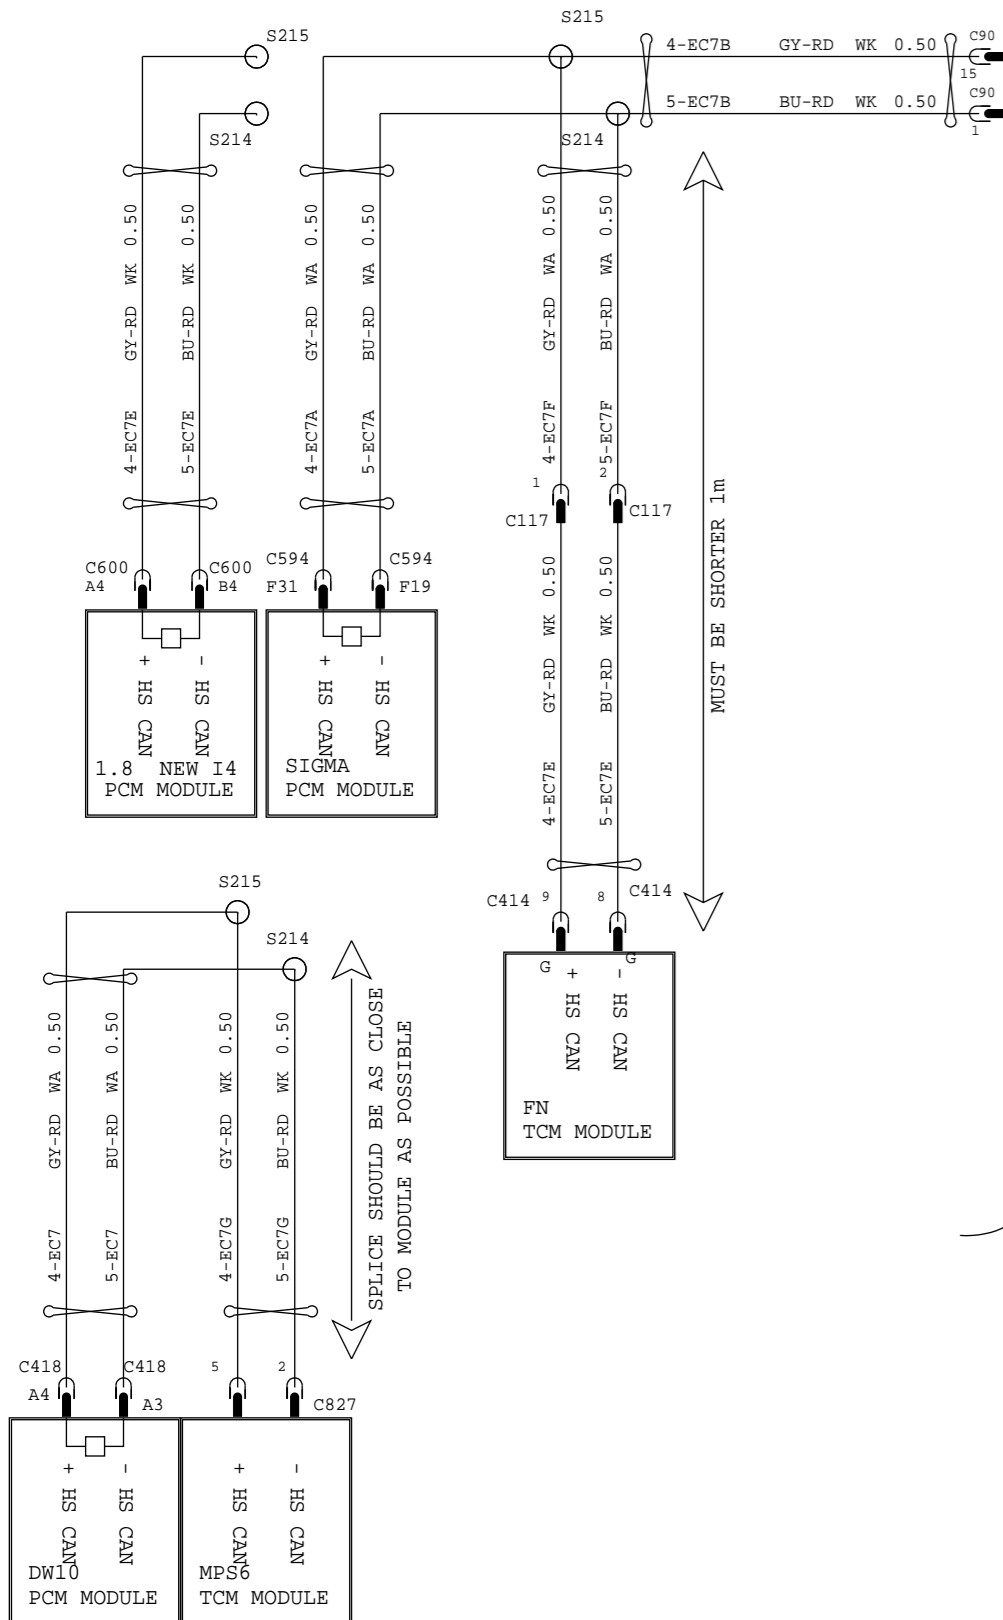 S215
S215
4-EC7B GY-RD WK 0.50
C90
15
5-EC7B BU-RD WK 0.50
C90
1
S214
S214
4-EC7E GY-RD WK 0.50
5-EC7E BU-RD WK 0.50
4-EC7A GY-RD WA 0.50
5-EC7A BU-RD WA 0.50
4-EC7F GY-RD WA 0.50
5-EC7F BU-RD WA 0.50
1
2
C117
C117
MUST BE SHORTER 1m
C600
A4
C600
B4
C594
F31
C594
F19
+ HS CAN
- HS CAN
1.8 NEW I4
PCM MODULE
+ HS CAN
- HS CAN
SIGMA
PCM MODULE
4-EC7E GY-RD WK 0.50
5-EC7E BU-RD WK 0.50
C414
9
8
C414
G
G
+ HS CAN
- HS CAN
FN
TCM MODULE
S215
S214
4-EC7 GY-RD WA 0.50
5-EC7 BU-RD WA 0.50
4-EC7G GY-RD WK 0.50
5-EC7G BU-RD WK 0.50
SPLICE SHOULD BE AS CLOSE
TO MODULE AS POSSIBLE
C418
A4
C418
A3
5
2
C827
+ HS CAN
- HS CAN
DW10
PCM MODULE
+ HS CAN
- HS CAN
MPS6
TCM MODULE